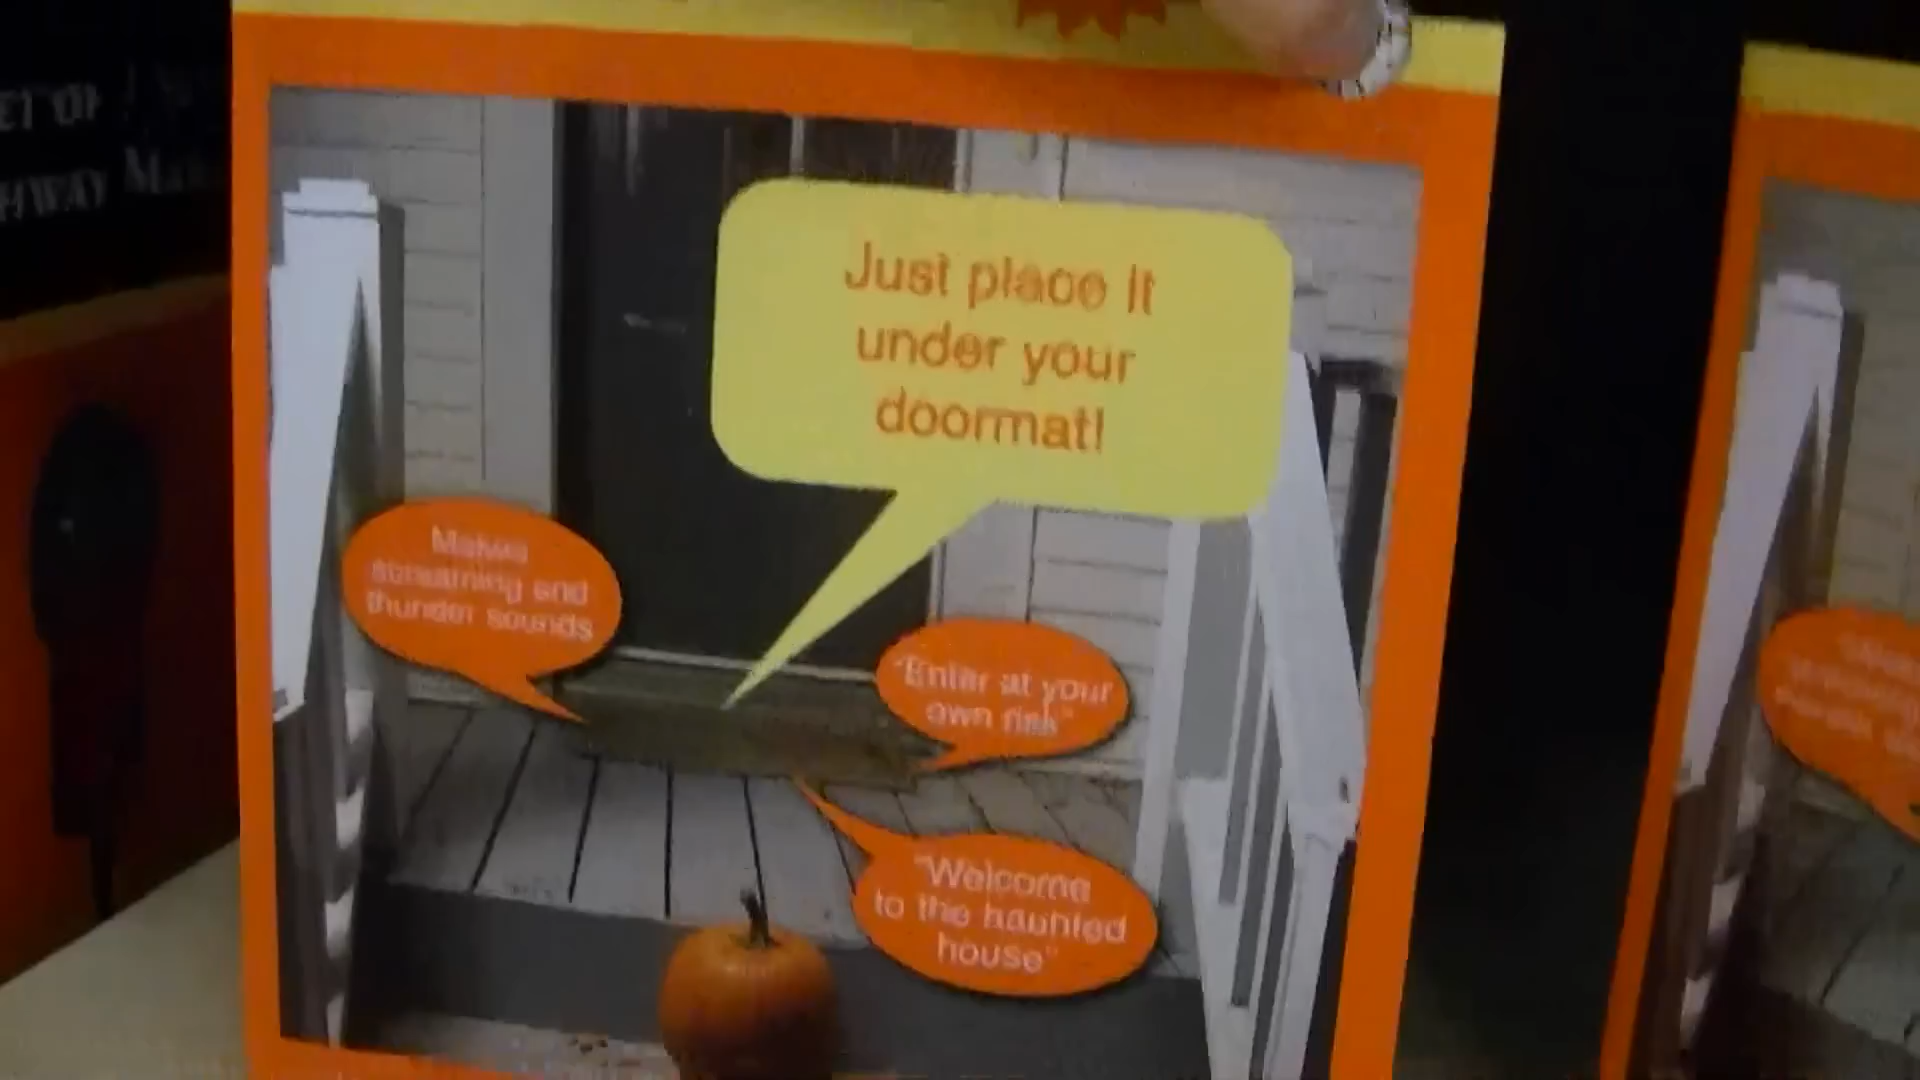 Just place it
under your
doormat!
Makes
screaming and
thunder sounds
"Enter at your
own risk"
"Welcome
to the haunted
house"